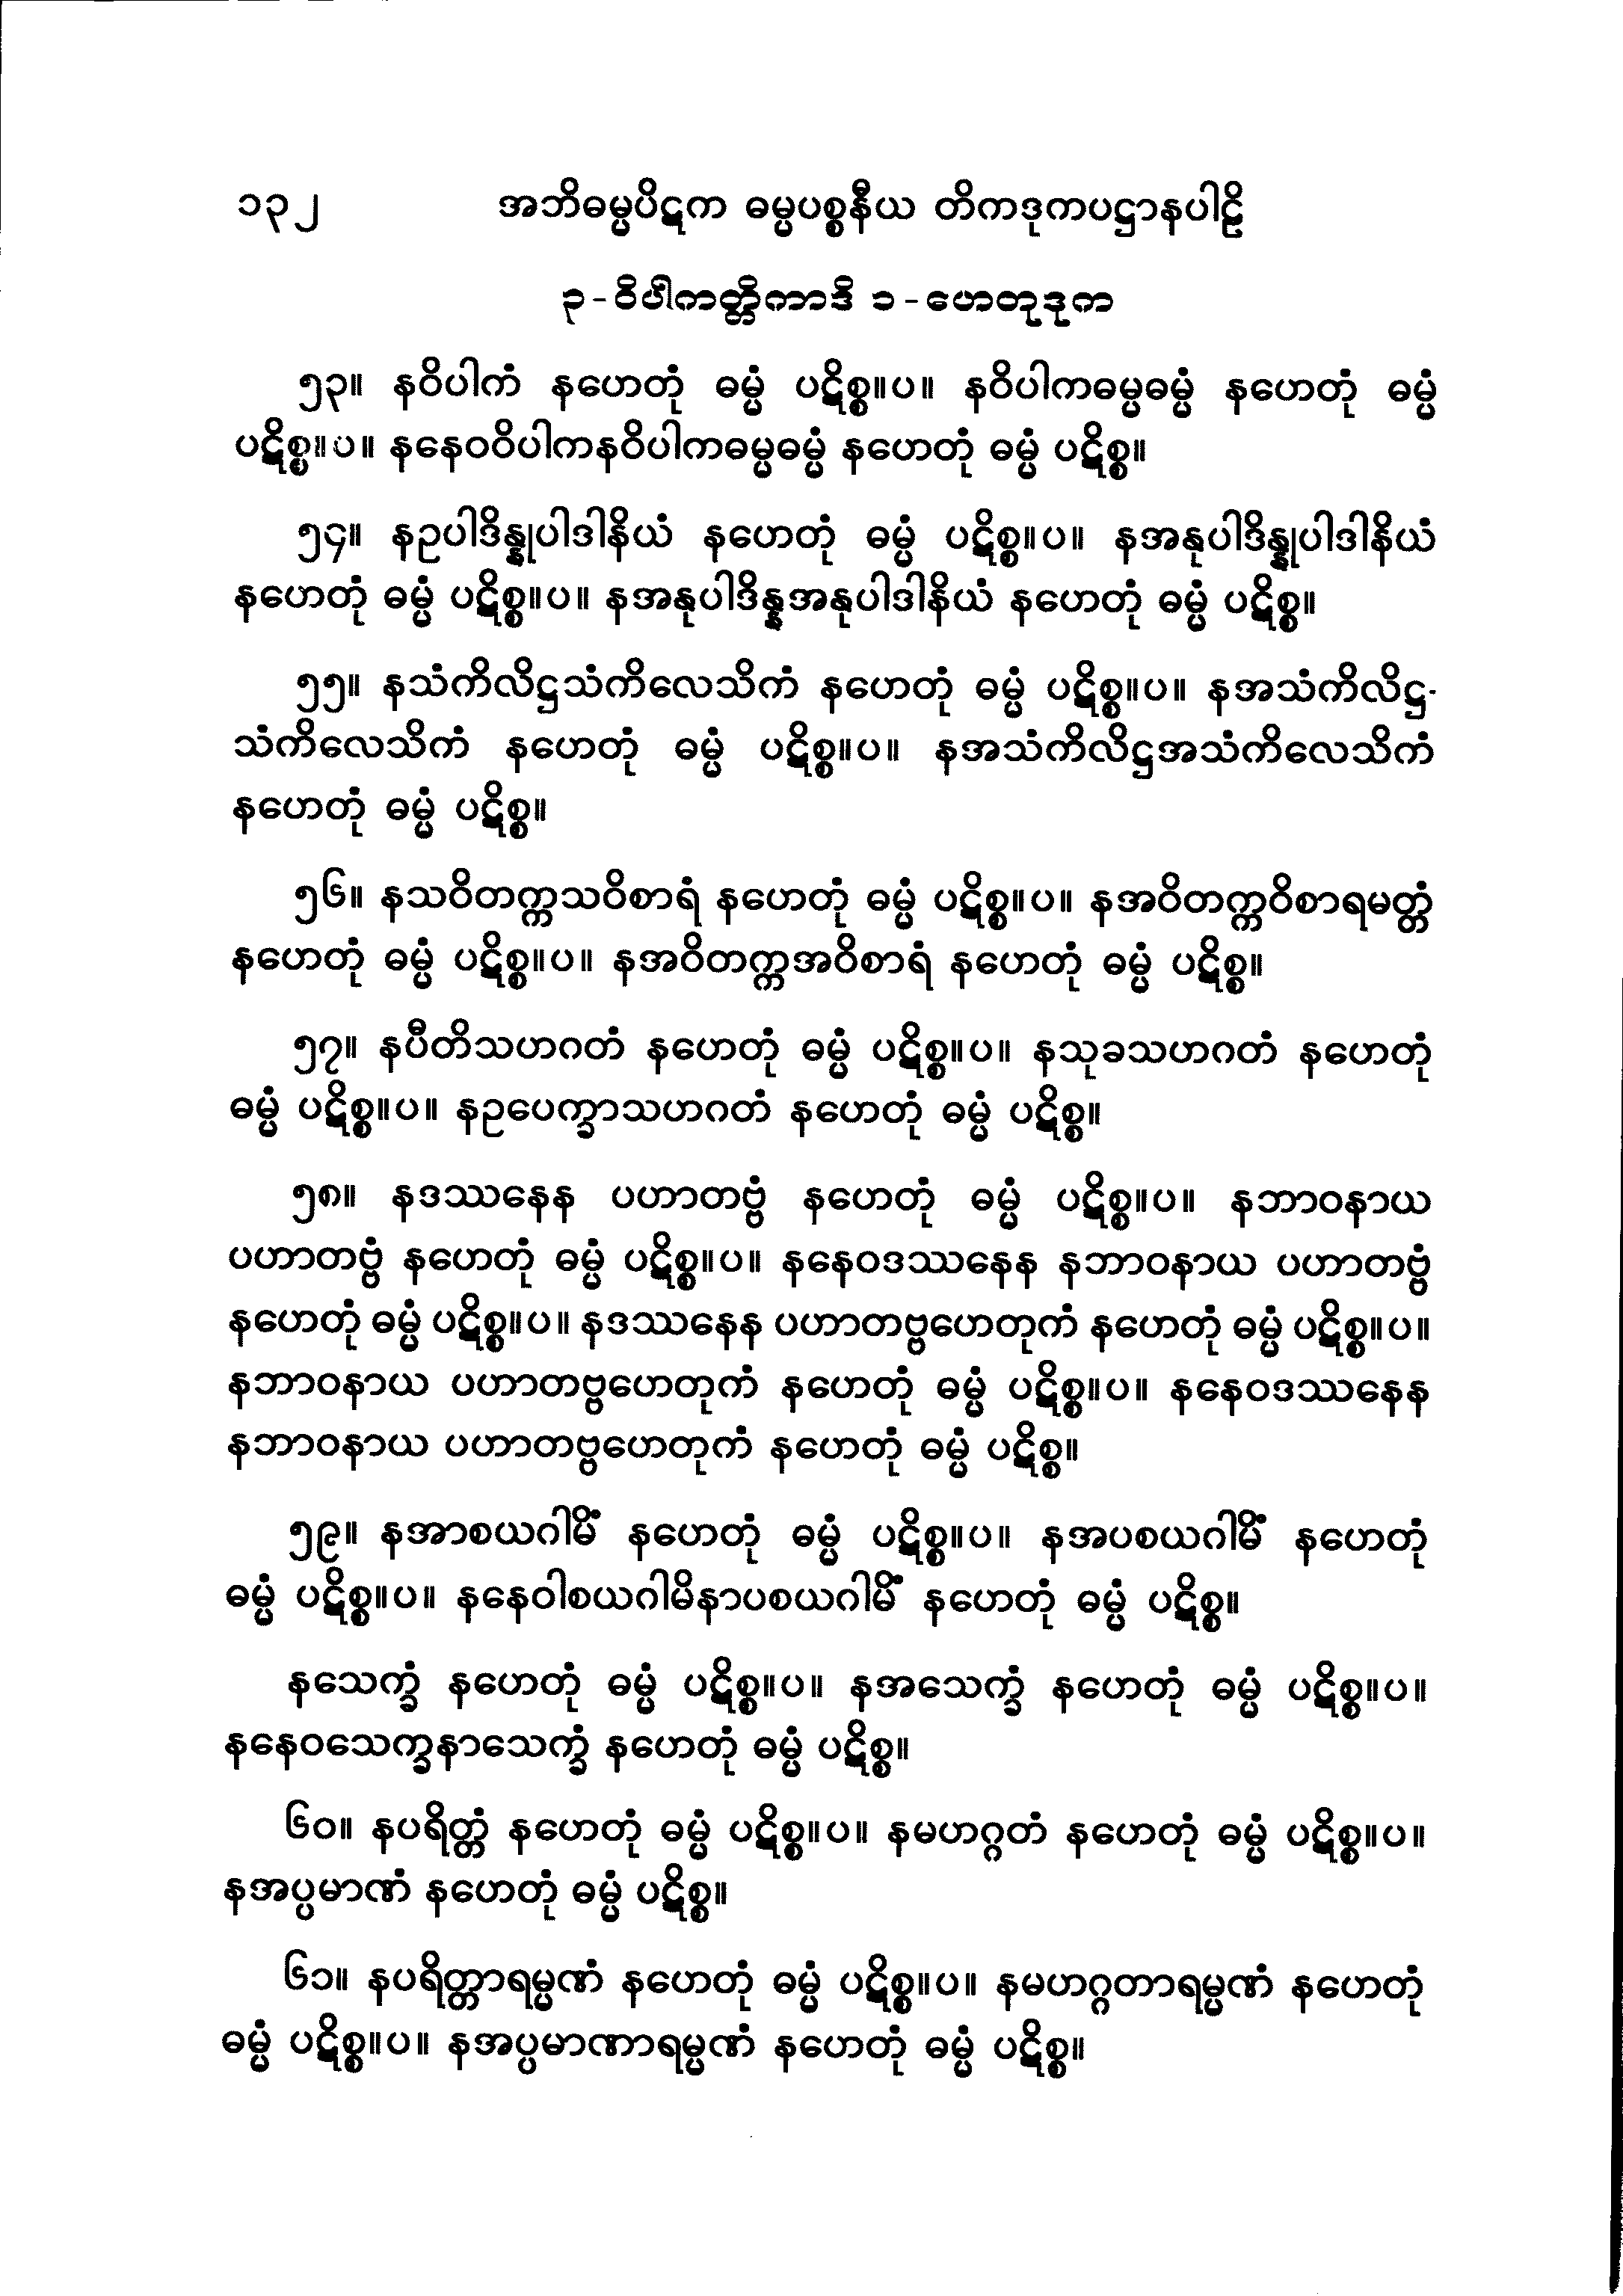 ၁၃၂ အဘိဓမ္မပိဋက ဓမ္မပစ္စနီယ တိကဒုကပဋ္ဌာနပါဠိ
၃-ဝိပါကတ္တိကာဒိ ၁-ဟေတုဒုက
၅၃။ နဝိပါကံ နဟေတုံ ဓမ္မံ ပဋိစ္စ။ပ။ နဝိပါကဓမ္မဓမ္မံ နဟေတုံ ဓမ္မံ
ပဋိစ္စ။ပ။ နနေဝဝိပါကနဝိပါကဓမ္မဓမ္မံ နဟေတုံ ဓမ္မံ ပဋိစ္စ။
၅၄။ နဥပါဒိန္နုပါဒါနိယံ နဟေတုံ ဓမ္မံ ပဋိစ္စ။ပ။ နအနုပါဒိန္နုပါဒါနိယံ
နဟေတုံ ဓမ္မံ ပဋိစ္စ။ပ။ နအနုပါဒိန္နအနုပါဒါနိယံ နဟေတုံ ဓမ္မံ ပဋိစ္စ။
၅၅။ နသံကိလိဋ္ဌသံကိလေသိကံ နဟေတုံ ဓမ္မံ ပဋိစ္စ။ပ။ နအသံကိလိဋ္ဌ-
သံကိလေသိကံ နဟေတုံ ဓမ္မံ ပဋိစ္စ။ပ။ နအသံကိလိဋ္ဌအသံကိလေသိကံ
နဟေတုံ ဓမ္မံ ပဋိစ္စ။
၅၆။ နသဝိတက္ကသဝိစာရံ နဟေတုံ ဓမ္မံ ပဋိစ္စ။ပ။ နအဝိတက္ကဝိစာရမတ္တံ
နဟေတုံ ဓမ္မံ ပဋိစ္စ။ပ။ နအဝိတက္ကအဝိစာရံ နဟေတုံ ဓမ္မံ ပဋိစ္စ။
၅၇။ နပီတိသဟဂတံ နဟေတုံ ဓမ္မံ ပဋိစ္စ။ပ။ နသုခသဟဂတံ နဟေတုံ
ဓမ္မံ ပဋိစ္စ။ပ။ နဥပေက္ခာသဟဂတံ နဟေတုံ ဓမ္မံ ပဋိစ္စ။
၅၈။ နဒဿနေန ပဟာတဗ္ဗံ နဟေတုံ ဓမ္မံ ပဋိစ္စ။ပ။ နဘာဝနာယ
ပဟာတဗ္ဗံ နဟေတုံ ဓမ္မံ ပဋိစ္စ။ပ။ နနေဝဒဿနေန နဘာဝနာယ ပဟာတဗ္ဗံ
နဟေတုံ ဓမ္မံ ပဋိစ္စ။ပ။ နဒဿနေန ပဟာတဗ္ဗဟေတုကံ နဟေတုံ ဓမ္မံ ပဋိစ္စ။ပ။
နဘာဝနာယ ပဟာတဗ္ဗဟေတုကံ နဟေတုံ ဓမ္မံ ပဋိစ္စ။ပ။ နနေဝဒဿနေန
နဘာဝနာယ ပဟာတဗ္ဗဟေတုကံ နဟေတုံ ဓမ္မံ ပဋိစ္စ။
၅၉။ နအာစယဂါမိံ နဟေတုံ ဓမ္မံ ပဋိစ္စ။ပ။ နအပစယဂါမိံ နဟေတုံ
ဓမ္မံ ပဋိစ္စ။ပ။ နနေဝါစယဂါမိနာပစယဂါမိံ နဟေတုံ ဓမ္မံ ပဋိစ္စ။
နသေက္ခံ နဟေတုံ ဓမ္မံ ပဋိစ္စ။ပ။ နအသေက္ခံ နဟေတုံ ဓမ္မံ ပဋိစ္စ။ပ။
နနေဝသေက္ခနာသေက္ခံ နဟေတုံ ဓမ္မံ ပဋိစ္စ။
၆၀။ နပရိတ္တံ နဟေတုံ ဓမ္မံ ပဋိစ္စ။ပ။ နမဟဂ္ဂတံ နဟေတုံ ဓမ္မံ ပဋိစ္စ။ပ။
နအပ္ပမာဏံ နဟေတုံ ဓမ္မံ ပဋိစ္စ။
၆၁။ နပရိတ္တာရမ္မဏံ နဟေတုံ ဓမ္မံ ပဋိစ္စ။ပ။ နမဟဂ္ဂတာရမ္မဏံ နဟေတုံ
ဓမ္မံ ပဋိစ္စ။ပ။ နအပ္ပမာဏာရမ္မဏံ နဟေတုံ ဓမ္မံ ပဋိစ္စ။